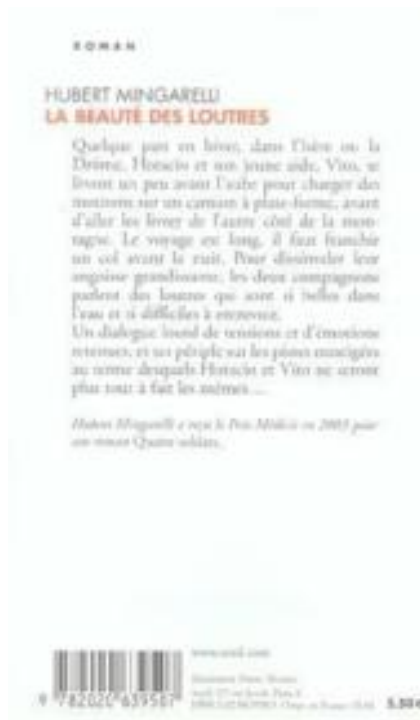 ROMAN
HUBERT MINGARELLI
LA BEAUTÉ DES LOUTRES
Quelque part en hiver, dans l'Isère ou la
Drôme, Horacio et son jeune aide, Vito, se
lèvent un peu avant l'aube pour charger des
moutons sur un camion à plate-forme, avant
d'aller les livrer de l'autre côté de la mon-
tagne. Le voyage est long, il faut franchir
un col avant la nuit. Pour dissimuler leur
angoisse grandissante, les deux compagnons
parlent des loutres qui sont si belles dans
l'eau et si difficiles à entrevoir.
Un dialogue lourd de tensions et d'émotions
retenues, et un périple sur les pistes enneigées
au terme desquels Horacio et Vito ne seront
plus tout à fait les mêmes...
Hubert Mingarelli a reçu le Prix Médicis en 2003 pour
son roman Quatre soldats.
www.seuil.com
9 782020 639507